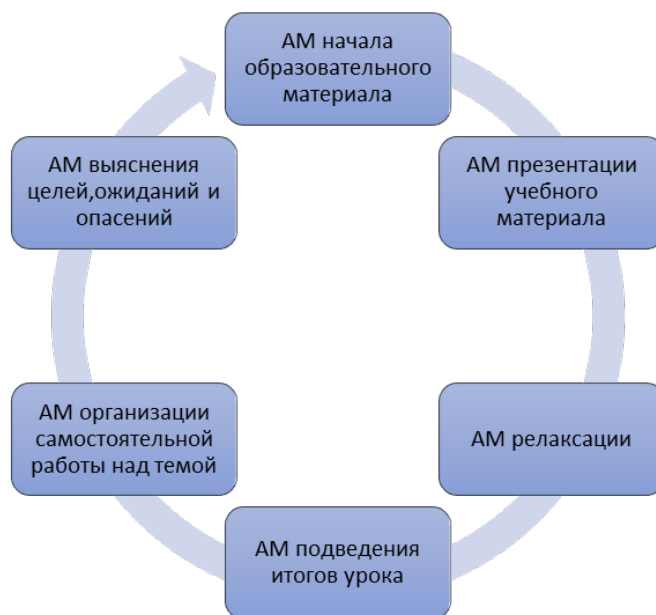 АМ начала
образовательного
материала
АМ презентации
учебного
материала
АМ релаксации
АМ подведения
итогов урока
АМ организации
самостоятельной
работы над темой
АМ выяснения
целей,ожиданий и
опасений